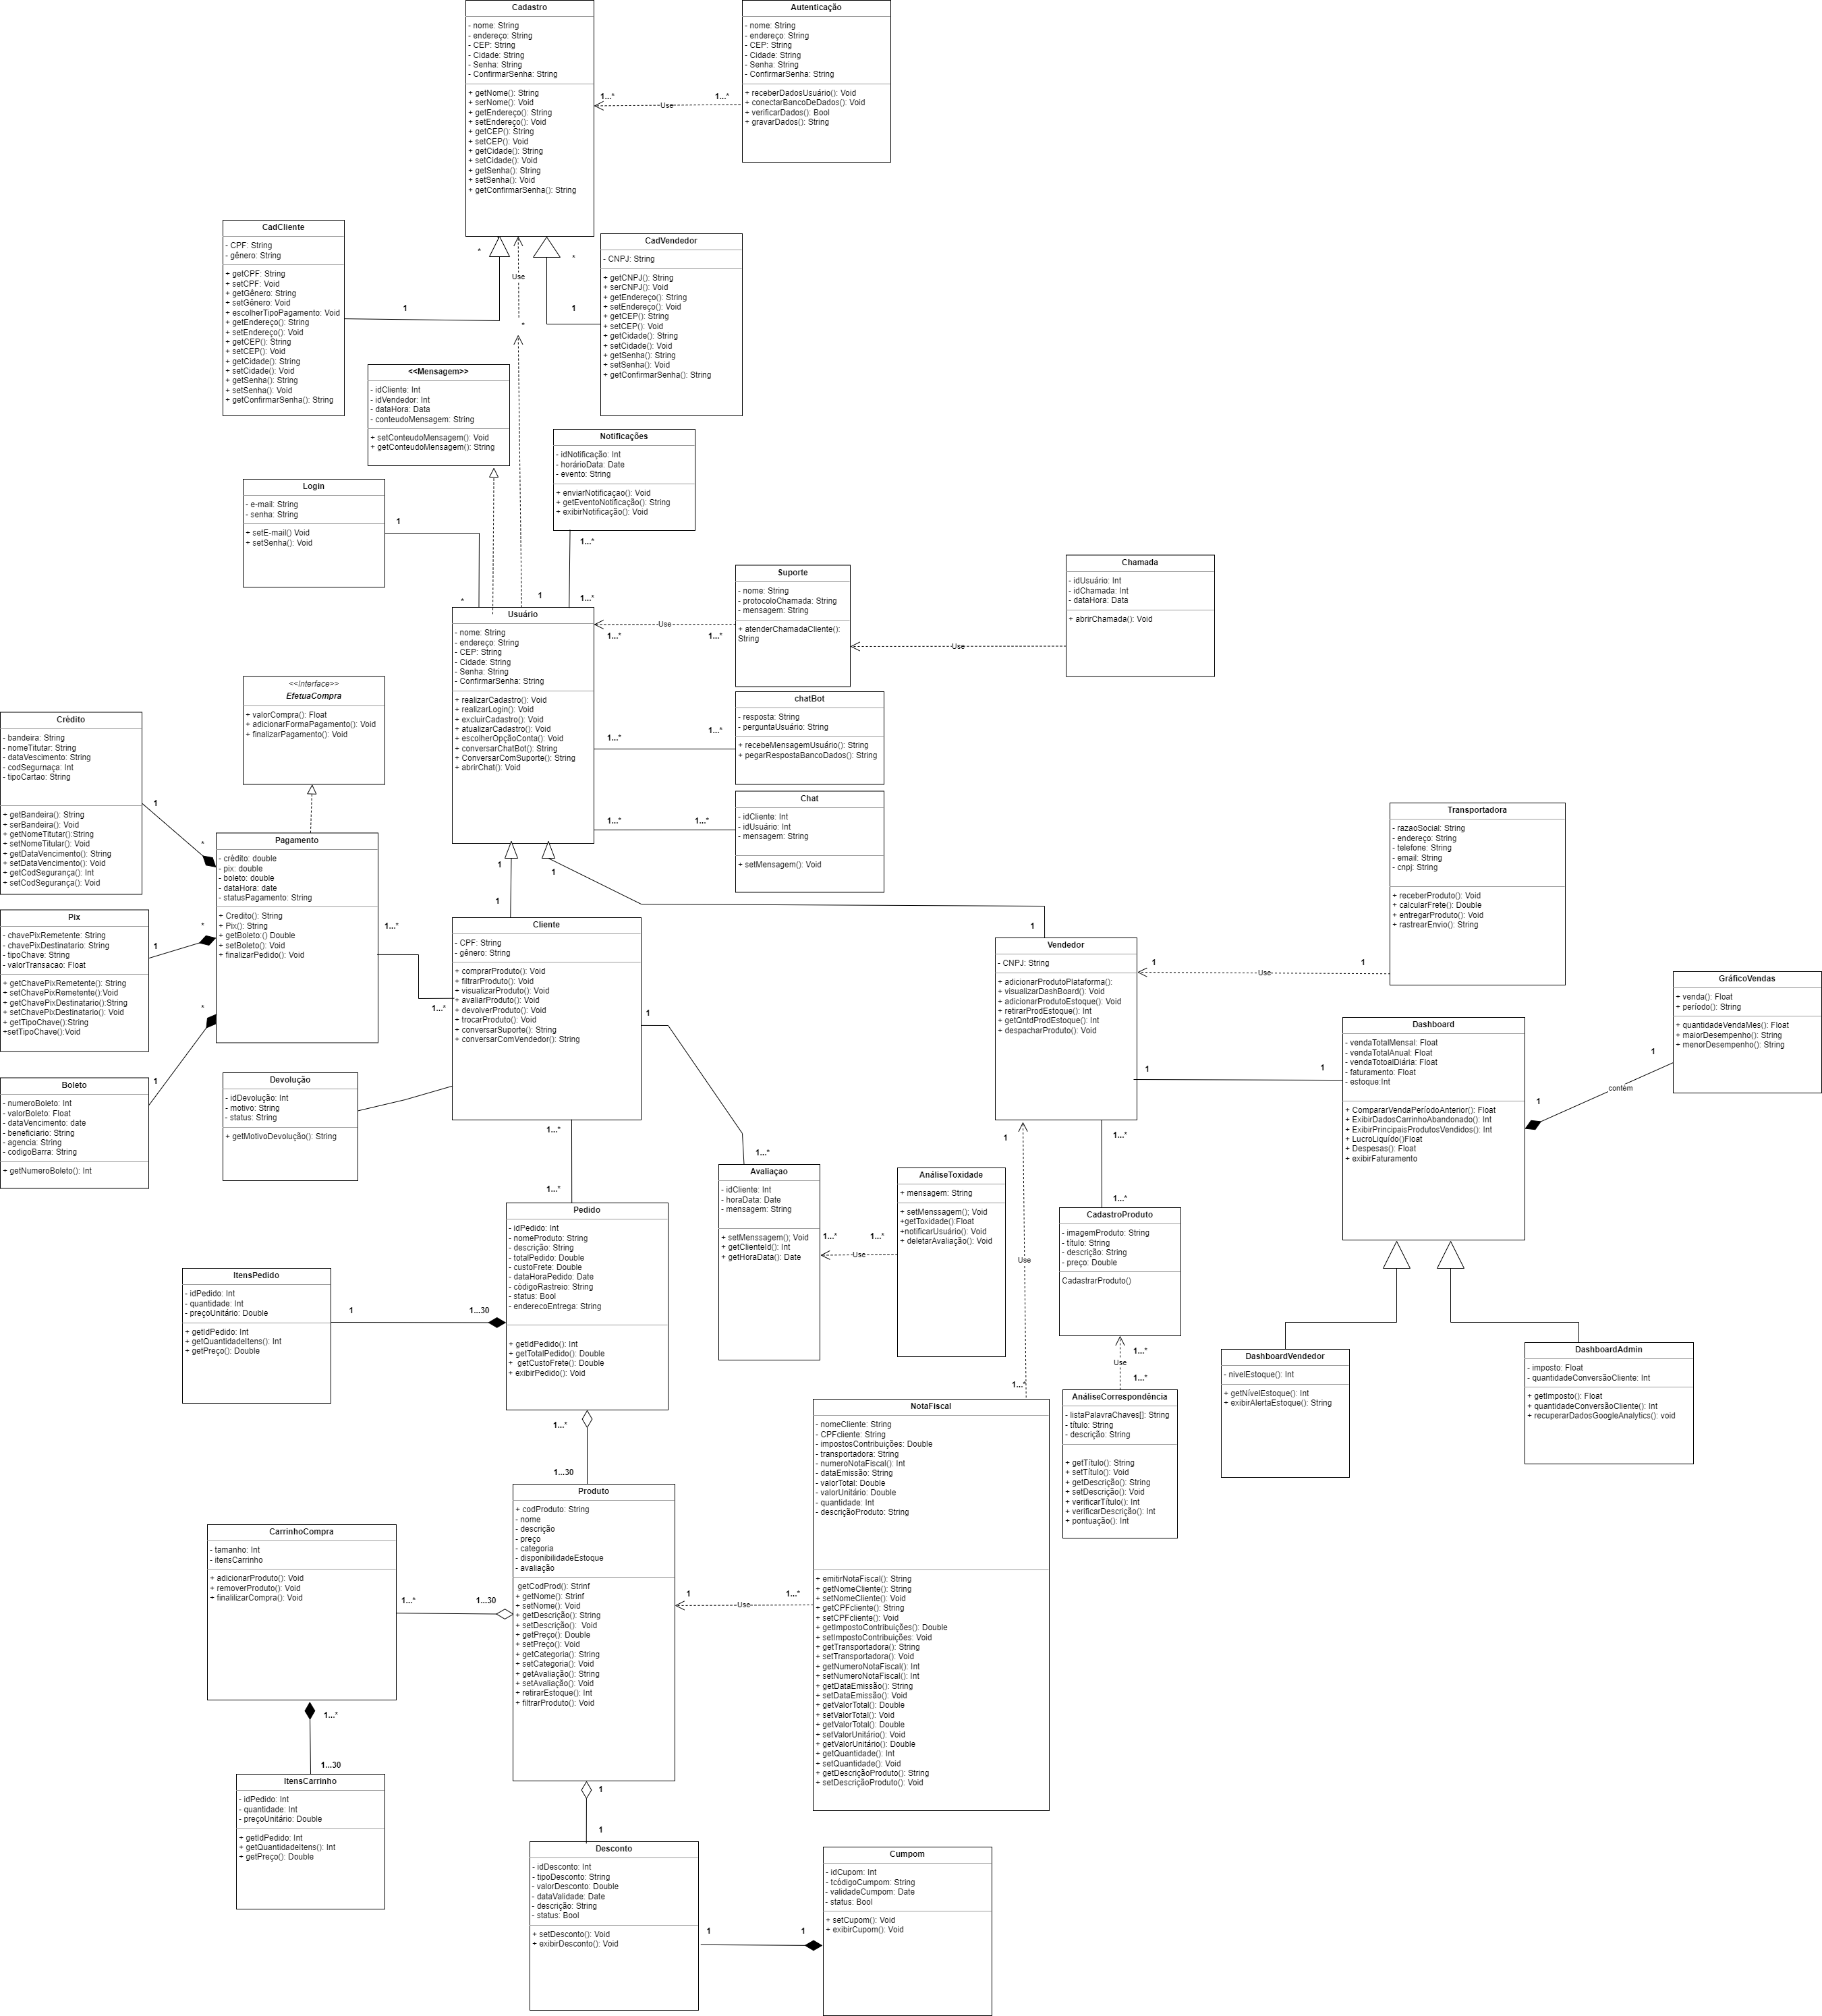 Cadastro
- nome: String
- endereço: String
- CEP: String
- Cidade: String
- Senha: String
- ConfirmarSenha: String
+ getNome(): String
+ serNome(): Void
+ getEndereço(): String
+ setEndereço(): Void
+ getCEP(): String
+ setCEP(): Void
+ getCidade(): String
+ setCidade(): Void
+ getSenha(): String
+ setSenha(): Void
+ getConfirmarSenha(): String
1...*
Use
1...*
Autenticação
- nome: String
- endereço: String
- CEP: String
- Cidade: String
- Senha: String
- ConfirmarSenha: String
+ receberDadosUsuário(): Void
+ conectarBancoDeDados(): Void
+ verificarDados(): Bool
+ gravarDados(): String
CadCliente
- CPF: String
- gênero: String
+ getCPF: String
+ setCPF: Void
+ getGênero: String
+ setGênero: Void
+ escolherTipoPagamento: Void
+ getEndereço(): String
+ setEndereço(): Void
+ getCEP(): String
+ setCEP(): Void
+ getCidade(): String
+ setCidade(): Void
+ getSenha(): String
+ setSenha(): Void
+ getConfirmarSenha(): String
1
*
Use
*
*
1
CadVendedor
- CNPJ: String
+ getCNPJ(): String
+ serCNPJ(): Void
+ getEndereço(): String
+ setEndereço(): Void
+ getCEP(): String
+ setCEP(): Void
+ getCidade(): String
+ setCidade(): Void
+ getSenha(): String
+ setSenha(): Void
+ getConfirmarSenha(): String
<<Mensagem>>
- idCliente: Int
- idVendedor: Int
- dataHora: Data
- conteudoMensagem: String
+ setConteudoMensagem(): Void
+ getConteudoMensagem(): String
Notificações
- idNotificação: Int
- horárioData: Date
- evento: String
+ enviarNotificaçao(): Void
+ getEventoNotificação(): String
+ exibirNotificação(): Void
1...*
1...*
Login
- e-mail: String
- senha: String
+ setE-mail() Void
+ setSenha(): Void
1
*
1
Usuário
- nome: String
- endereço: String
- CEP: String
- Cidade: String
- Senha: String
- ConfirmarSenha: String
+ realizarCadastro(): Void
+ realizarLogin(): Void
+ excluirCadastro(): Void
+ atualizarCadastro(): Void
+ escolherOpçãoConta(): Void
+ conversarChatBot(): String
+ ConversarComSuporte(): String
+ abrirChat(): Void
Use
1...*
1...*
Suporte
- nome: String
- protocoloChamada: String
- mensagem: String
+ atenderChamadaCliente():
String
Use
Chamada
- idUsuário: Int
- idChamada: Int
- dataHora: Data
+ abrirChamada(): Void
1...*
1...*
chatBot
- resposta: String
- perguntaUsuário: String
+ recebeMensagemUsuário(): String
+ pegarRespostaBancoDados(): String
1...*
1...*
Chat
- idCliente: Int
- idUsuário: Int
- mensagem: String
+ setMensagem(): Void
<<interface>>
EfetuaCompra
+ valorCompra(): Float
+ adicionarFormaPagamento(): Void
+ finalizarPagamento(): Void
Crédito
- bandeira: String
- nomeTitutar: String
- dataVescimento: String
- codSegurnaça: Int
- tipoCartao: String
+ getBandeira(): String
+ serBandeira(): Void
+ getNomeTitutar():String
+ setNomeTitular(): Void
+ getDataVencimento(): String
+ setDataVencimento(): Void
+ getCodSegurança(): Int
+ setCodSegurança(): Void
1
*
Pagamento
- crédito: double
- pix: double
- boleto: double
- dataHora: date
- statusPagamento: String
+ Credito(): String
+ Pix(): String
+ getBoleto:() Double
+ setBoleto(): Void
+ finalizarPedido(): Void
1...*
1...*
Pix
- chavePixRemetente: String
- chavePixDestinatario: String
- tipoChave: String
- valorTransacao: Float
+ getChavePixRemetente(): String
+ setChavePixRemetente():Void
+ getChavePixDestinatario():String
+ setChavePixDestinatario(): Void
+ getTipoChave():String
+setTipoChave():Void
1
*
*
1
Boleto
- numeroBoleto: Int
- valorBoleto: Float
- dataVencimento: date
- beneficiario: String
- agencia: String
- codigoBarra: String
+ getNumeroBoleto(): Int
1
1
Cliente
- CPF: String
- gênero: String
+ comprarProduto(): Void
+ filtrarProduto(): Void
+ visualizarProduto(): Void
+ avaliarProduto(): Void
+ devolverProduto(): Void
+ trocarProduto(): Void
+ conversarSuporte(): String
+ conversarComVendedor(): String
Devolução
- idDevolução: Int
- motivo: String
- status: String
+ getMotivoDevolução(): String
1
1
Vendedor
- CNPJ: String
+ adicionarProdutoPlataforma():
+ visualizarDashBoard(): Void
+ adicionarProdutoEstoque(): Void
+ retirarProdEstoque(): Int
+ getQntdProdEstoque(): Int
+ despacharProduto(): Void
1
Use
1
Transportadora
- razaoSocial: String
- endereço: String
- telefone: String
- email: String
- cnpj: String
+ receberProduto(): Void
+ calcularFrete(): Double
+ entregarProduto(): Void
+ rastrearEnvio(): String
1
1
Dashboard
- vendaTotalMensal: Float
- vendaTotalAnual: Float
- vendaTotoalDiária: Float
- faturamento: Float
- estoque:Int
+ CompararVendaPeríodoAnterior(): Float
+ ExibirDadosCarrinhoAbandonado(): Int
+ ExibirPrincipaisProdutosVendidos(): Int
+ LucroLiquído()Float
+ Despesas(): Float
+ exibirFaturamento
1
contém
1
GráficoVendas
+ venda(): Float
+ período(): String
+ quantidadeVendaMes(): Float
+ maiorDesempenho(): String
+ menorDesempenho(): String
DashboardVendedor
- nivelEstoque(): Int
+ getNívelEstoque(): Int
+ exibirAlertaEstoque(): String
DashboardAdmin
- imposto: Float
- quantidadeConversãoCliente: Int
+ getImposto(): Float
+ quantidadeConversãoCliente(): Int
+ recuperarDadosGoogleAnalytics(): void
1
1...*
Avaliaçao
- idCliente: Int
- horaData: Date
- mensagem: String
+ setMenssagem(); Void
+ getClienteId(): Int
+ getHoraData(): Date
1...*
Use
1...*
AnáliseToxidade
+ mensagem: String
+ setMenssagem(); Void
+getToxidade():Float
+notificarUsuário(): Void
+ deletarAvaliação(): Void
1...*
1...*
CadastroProduto
- imagemProduto: String
- título: String
- descrição: String
- preço: Double
CadastrarProduto()
1...*
Use
1...*
AnáliseCorrespondência
- listaPalavraChaves[]: String
- título: String
- descrição: String
+ getTítulo(): String
+ setTítulo(): Void
+ getDescrição(): String
+ setDescrição(): Void
+ verificarTítulo(): Int
+ verificarDescrição(): Int
+ pontuação(): Int
1...*
1...*
Pedido
- idPedido: Int
- nomeProduto: String
- descrição: String
- totalPedido: Double
- custoFrete: Double
- dataHoraPedido: Date
- códigoRastreio: String
- status: Bool
- enderecoEntrega: String
+ getIdPedido(): Int
+ getTotalPedido(): Double
+ getCustoFrete(): Double
+ exibirPedido(): Void
ItensPedido
- idPedido: Int
- quantidade: Int
- preçoUnitário: Double
+ getIdPedido: Int
+ getQuantidadeItens(): Int
+ getPreço(): Double
1
1...30
1...*
1...30
1
Use
1...*
NotaFiscal
- nomeCliente: String
- CPFcliente: String
- impostosContribuições: Double
- transportadora: String
- numeroNotaFiscal(): Int
- dataEmissão: String
- valorTotal: Double
- valorUnitário: Double
- quantidade: Int
- descriçãoProduto: String
+ emitirNotaFiscal(): String
+ getNomeCliente(): String
+ setNomeCliente(): Void
+ getCPFcliente(): String
+ setCPFcliente(): Void
+ getImpostoContribuições(): Double
+ setImpostoContribuições: Void
+ getTransportadora(): String
+ setTransportadora(): Void
+ getNumeroNotaFiscal(): Int
+ setNumeroNotaFiscal(): Int
+ getDataEmissão(): String
+ setDataEmissão(): Void
+ getValorTotal(): Double
+ setValorTotal(): Void
+ getValorTotal(): Double
+ setValorUnitário(): Void
+ getValorUnitário(): Double
+ getQuantidade(): Int
+ setQuantidade(): Void
+ getDescriçãoProduto(): String
+ setDescriçãoProduto(): Void
Produto
+ codProduto: String
- nome
- descrição
- preço
- categoria
- disponibilidadeEstoque
- avaliação
getCodProd(): Strinf
+ getNome(): Strinf
+ setNome(): Void
+ getDescrição(): String
+ setDescrição(): Void
+ getPreço(): Double
+ setPreço(): Void
+ getCategoria(): String
+ setCategoria(): Void
+ getAvaliação(): String
+ setAvaliação(): Void
+ retirarEstoque(): Int
+ filtrarProduto(): Void
1
Use
1...*
CarrinhoCompra
- tamanho: Int
- itensCarrinho
+ adicionarProduto(): Void
+ removerProduto(): Void
+ finalilizarCompra(): Void
1...*
1...30
1...*
1...30
ItensCarrinho
- idPedido: Int
- quantidade: Int
- preçoUnitário: Double
+ getIdPedido: Int
+ getQuantidadeItens(): Int
+ getPreço(): Double
1
1
Desconto
- idDesconto: Int
- tipoDesconto: String
- valorDesconto: Double
- dataValidade: Date
- descrição: String
- status: Bool
+ setDesconto(): Void
+ exibirDesconto(): Void
1
1
Cumpom
- idCupom: Int
- tcódigoCumpom: String
- validadeCumpom: Date
- status: Bool
+ setCupom(): Void
+ exibirCupom(): Void